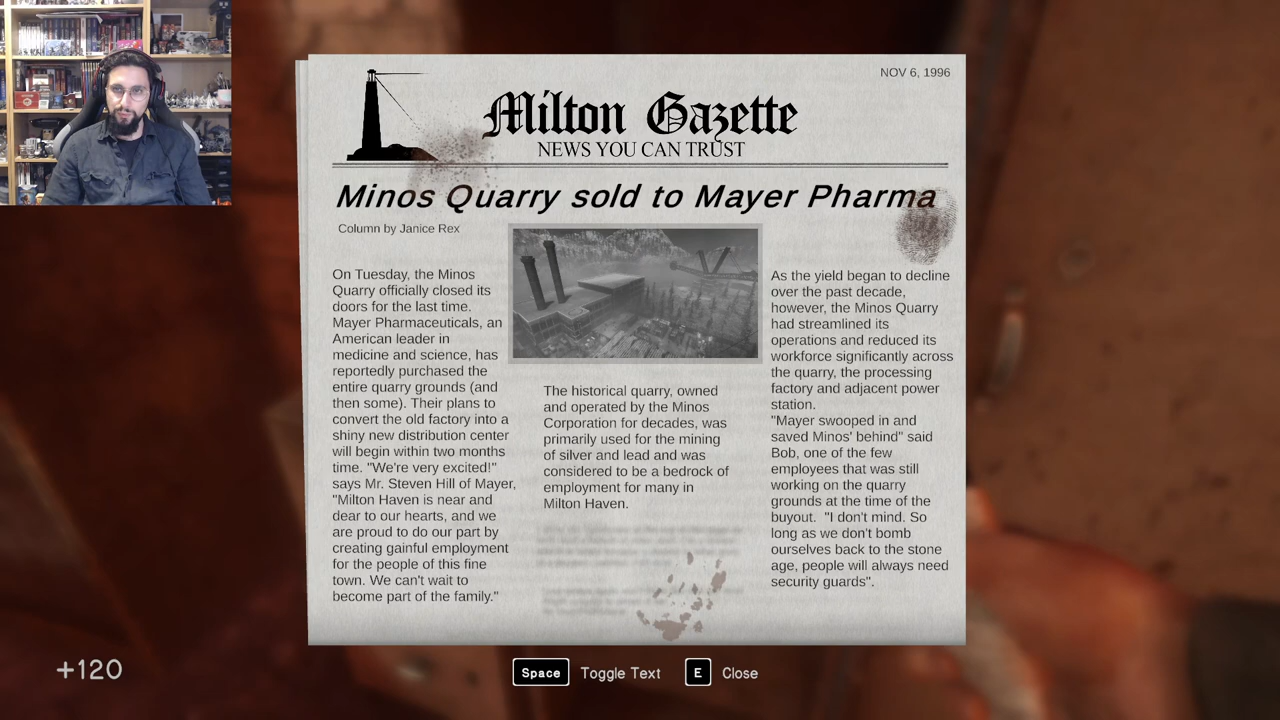 NOV 6, 1996
Milton Gazette
NEWS YOU CAN TRUST
Minos Quarry sold to Mayer Pharma
Column by Janice Rex
On Tuesday, the Minos
Quarry officially closed its
doors for the last time.
Mayer Pharmaceuticals, an
American leader in
medicine and science, has
reportedly purchased the
entire quarry grounds (and
then some). Their plans to
convert the old factory into a
shiny new distribution center
will begin within two months
time. "We're very excited!"
says Mr. Steven Hill of Mayer,
"Milton Haven is near and
dear to our hearts, and we
are proud to do our part by
creating gainful employment
for the people of this fine
town. We can't wait to
become part of the family."
The historical quarry, owned
and operated by the Minos
Corporation for decades, was
primarily used for the mining
of silver and lead and was
considered to be a bedrock of
employment for many in
Milton Haven.
As the yield began to decline
over the past decade,
however, the Minos Quarry
had streamlined its
operations and reduced its
workforce significantly across
the quarry, the processing
factory and adjacent power
station.
"Mayer swooped in and
saved Minos' behind" said
Bob, one of the few
employees that was still
working on the quarry
grounds at the time of the
buyout.  "I don't mind. So
long as we don't bomb
ourselves back to the stone
age, people will always need
security guards".
+120
Space Toggle Text E Close